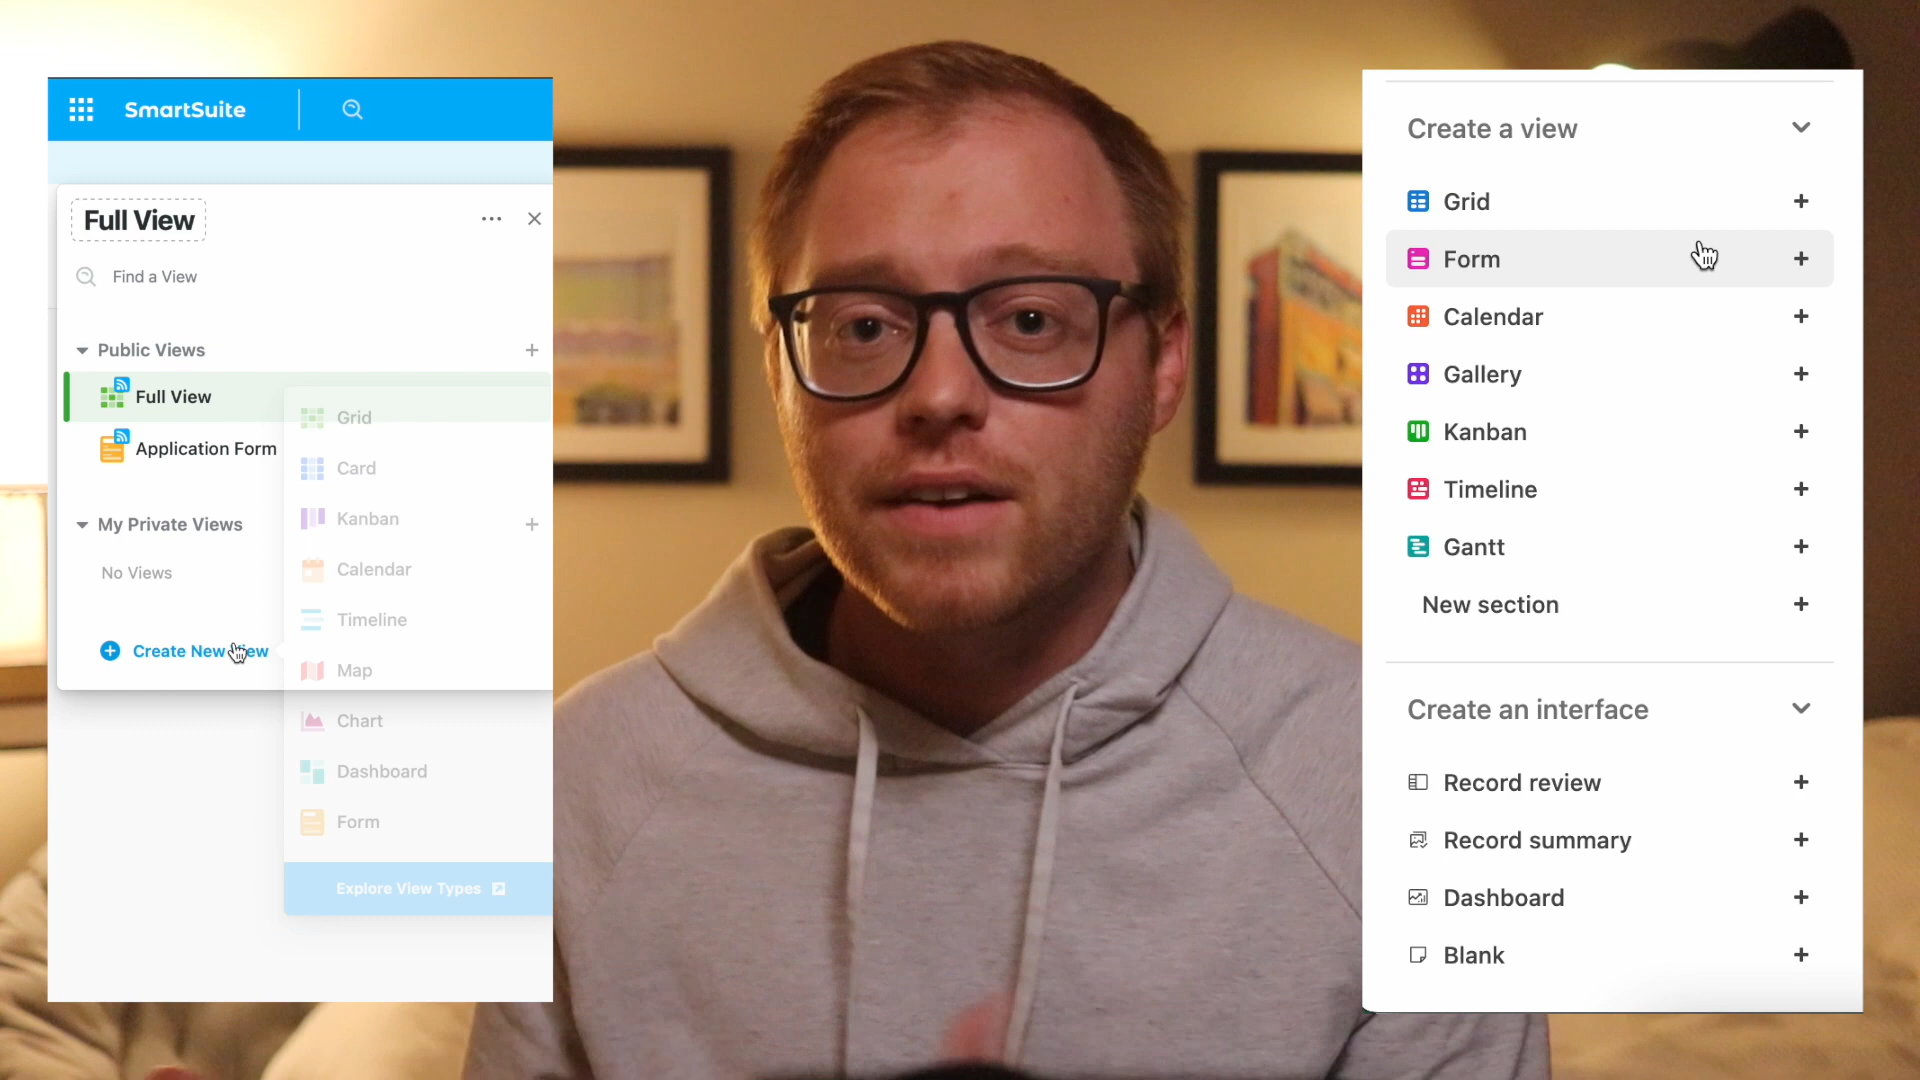 SmartSuite
Full View
Find a View
Public Views
Full View
Application Form
My Private Views
No Views
Create New View
Grid
Card
Kanban
Calendar
Timeline
Map
Chart
Dashboard
Form
Explore View Types
Create a view
Grid
Form
Calendar
Gallery
Kanban
Timeline
Gantt
New section
Create an interface
Record review
Record summary
Dashboard
Blank